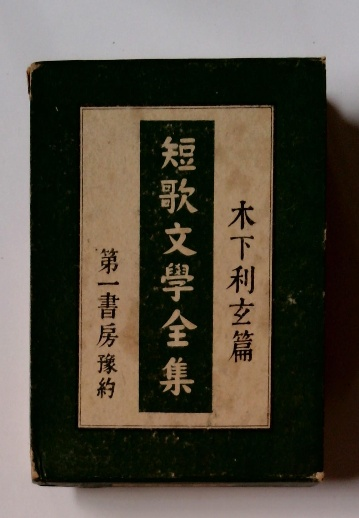 木下利玄篇
短歌文學全集
第一書房豫約